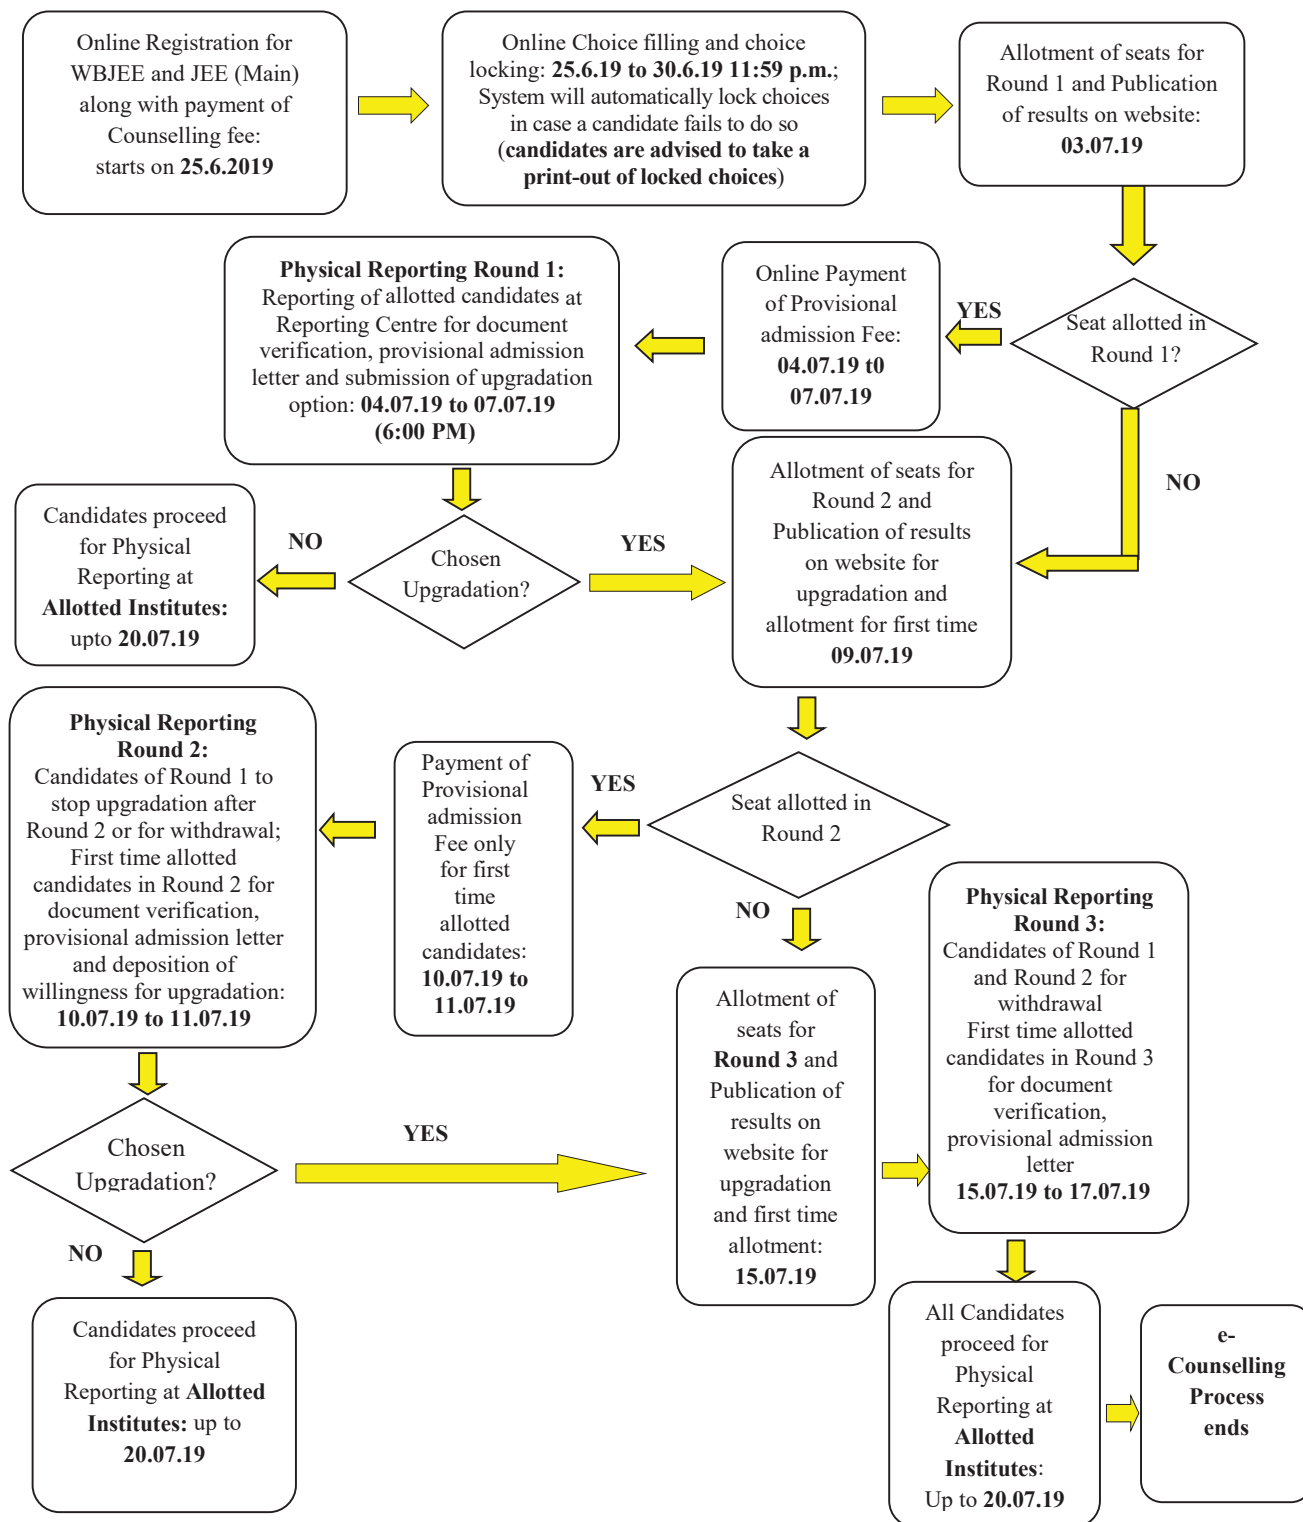 Online Registration for
WBJEE and JEE (Main)
along with payment of
Counselling fee:
starts on 25.6.2019
Online Choice filling and choice
locking: 25.6.19 to 30.6.19 11:59 p.m.;
System will automatically lock choices
in case a candidate fails to do so
(candidates are advised to take a
print-out of locked choices)
Allotment of seats for
Round 1 and Publication
of results on website:
03.07.19
Seat allotted in
Round 1?
YES
NO
Online Payment
of Provisional
admission Fee:
04.07.19 t0
07.07.19
Physical Reporting Round 1:
Reporting of allotted candidates at
Reporting Centre for document
verification, provisional admission
letter and submission of upgradation
option: 04.07.19 to 07.07.19
(6:00 PM)
Chosen
Upgradation?
NO
YES
Candidates proceed
for Physical
Reporting at
Allotted Institutes:
upto 20.07.19
Allotment of seats for
Round 2 and
Publication of results
on website for
upgradation and
allotment for first time
09.07.19
Seat allotted in
Round 2
YES
NO
Payment of
Provisional
admission
Fee only
for first
time
allotted
candidates:
10.07.19 to
11.07.19
Physical Reporting
Round 2:
Candidates of Round 1 to
stop upgradation after
Round 2 or for withdrawal;
First time allotted
candidates in Round 2 for
document verification,
provisional admission letter
and deposition of
willingness for upgradation:
10.07.19 to 11.07.19
Chosen
Upgradation?
YES
NO
Candidates proceed
for Physical
Reporting at Allotted
Institutes: up to
20.07.19
Allotment of
seats for
Round 3 and
Publication of
results on
website for
upgradation
and first time
allotment:
15.07.19
Physical Reporting
Round 3:
Candidates of Round 1
and Round 2 for
withdrawal
First time allotted
candidates in Round 3
for document
verification,
provisional admission
letter
15.07.19 to 17.07.19
All Candidates
proceed for
Physical
Reporting at
Allotted
Institutes:
Up to 20.07.19
e-
Counselling
Process
ends